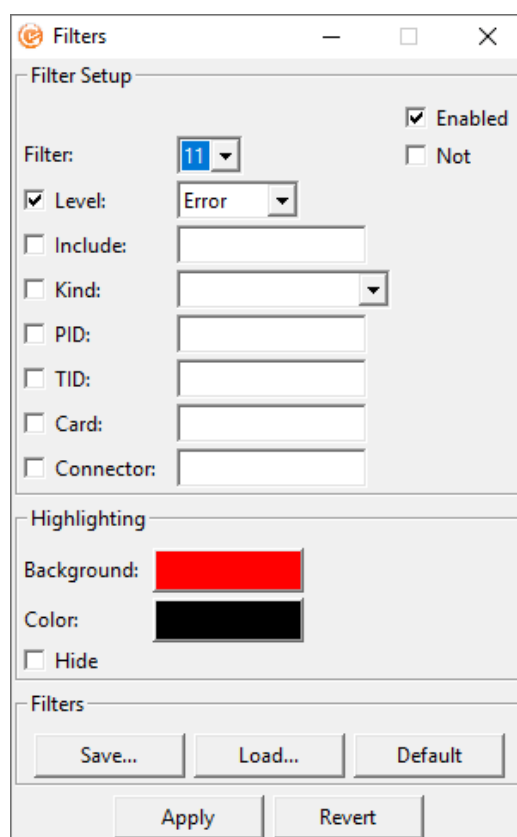 Filters
Filter Setup
Enabled
Filter: 11 Not
Level: Error
Include:
Kind:
PID:
TID:
Card:
Connector:
Highlighting
Background:
Color:
Hide
Filters
Save... Load... Default
Apply Revert